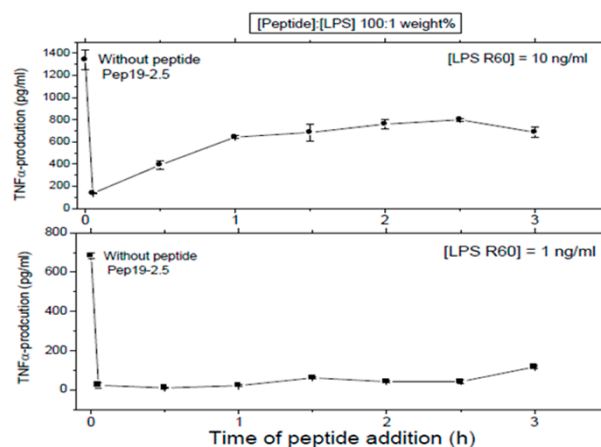 [Peptide]:[LPS] 100:1 weight%
Without peptide
Pep19-2.5
[LPS R60] = 10 ng/ml
TNFα-prodcution (pg/ml)
1400
1200
1000
800
600
400
200
0
0 1 2 3
Without peptide
Pep19-2.5
[LPS R60] = 1 ng/ml
TNFα-prodcution (pg/ml)
800
600
400
200
0
0 1 2 3
Time of peptide addition (h)